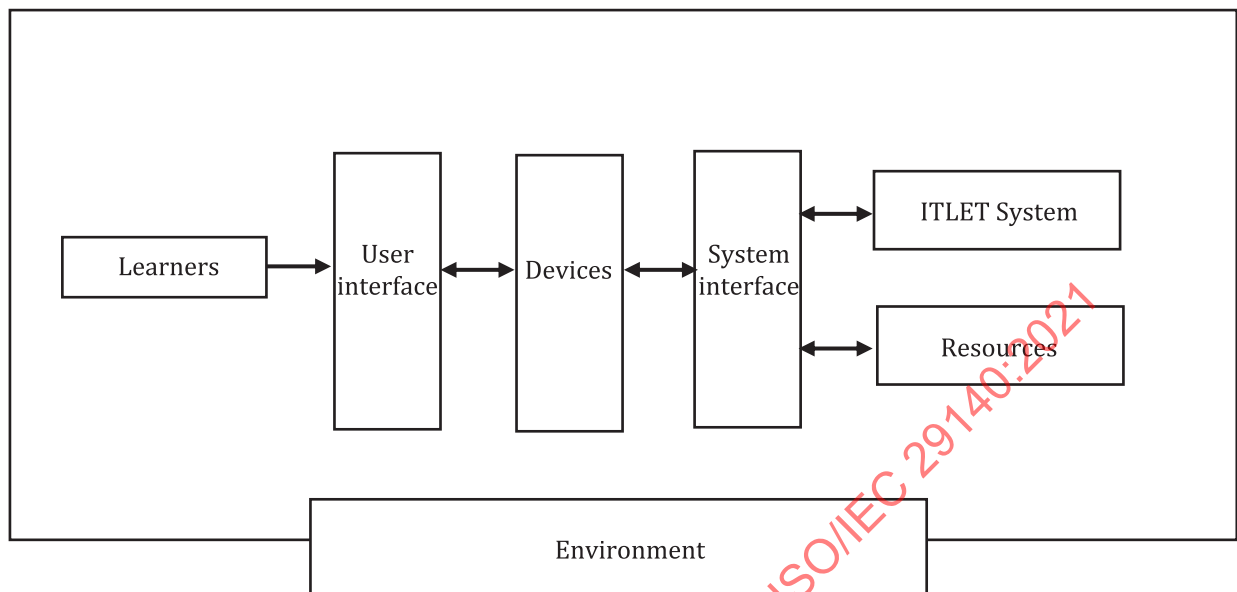 Learners
User
interface
Devices
System
interface
ITLET System
Resources
Environment
ISO/IEC 29140:2021